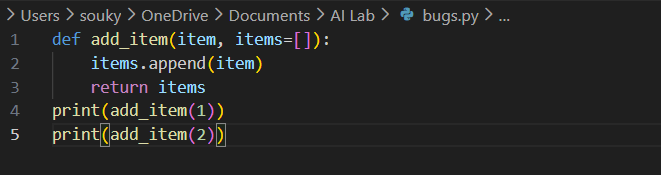 > Users > souky > OneDrive > Documents > AI Lab > bugs.py > ...
1 def add_item(item, items=[]):
2     items.append(item)
3     return items
4 print(add_item(1))
5 print(add_item(2))